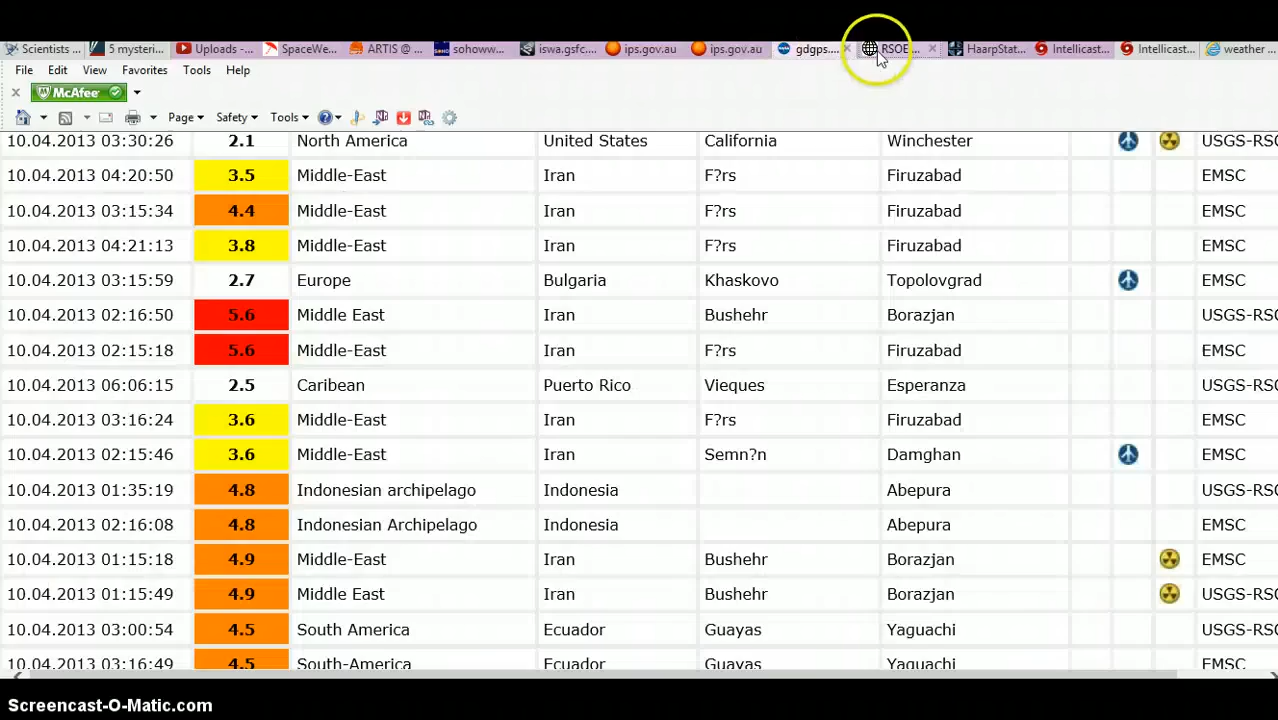 Scientists ... 5 mysteri... Uploads -... SpaceWe... ARTIS @ ... sohoww... iswa.gsfc.... ips.gov.au ips.gov.au gdgps.... RSOE... HaarpStat... Intellicast... Intellicast... weather ...
File Edit View Favorites Tools Help
McAfee
Page Safety Tools
10.04.2013 03:30:26 2.1 North America United States California Winchester USGS-RSO
10.04.2013 04:20:50 3.5 Middle-East Iran F?rs Firuzabad EMSC
10.04.2013 03:15:34 4.4 Middle-East Iran F?rs Firuzabad EMSC
10.04.2013 04:21:13 3.8 Middle-East Iran F?rs Firuzabad EMSC
10.04.2013 03:15:59 2.7 Europe Bulgaria Khaskovo Topolovgrad EMSC
10.04.2013 02:16:50 5.6 Middle East Iran Bushehr Borazjan USGS-RSO
10.04.2013 02:15:18 5.6 Middle-East Iran F?rs Firuzabad EMSC
10.04.2013 06:06:15 2.5 Caribean Puerto Rico Vieques Esperanza USGS-RSO
10.04.2013 03:16:24 3.6 Middle-East Iran F?rs Firuzabad EMSC
10.04.2013 02:15:46 3.6 Middle-East Iran Semn?n Damghan EMSC
10.04.2013 01:35:19 4.8 Indonesian archipelago Indonesia Abepura USGS-RSO
10.04.2013 02:16:08 4.8 Indonesian Archipelago Indonesia Abepura EMSC
10.04.2013 01:15:18 4.9 Middle-East Iran Bushehr Borazjan EMSC
10.04.2013 01:15:49 4.9 Middle East Iran Bushehr Borazjan USGS-RSO
10.04.2013 03:00:54 4.5 South America Ecuador Guayas Yaguachi USGS-RSO
10.04.2013 03:16:49 4.5 South-America Ecuador Guayas Yaguachi EMSC
Screencast-O-Matic.com